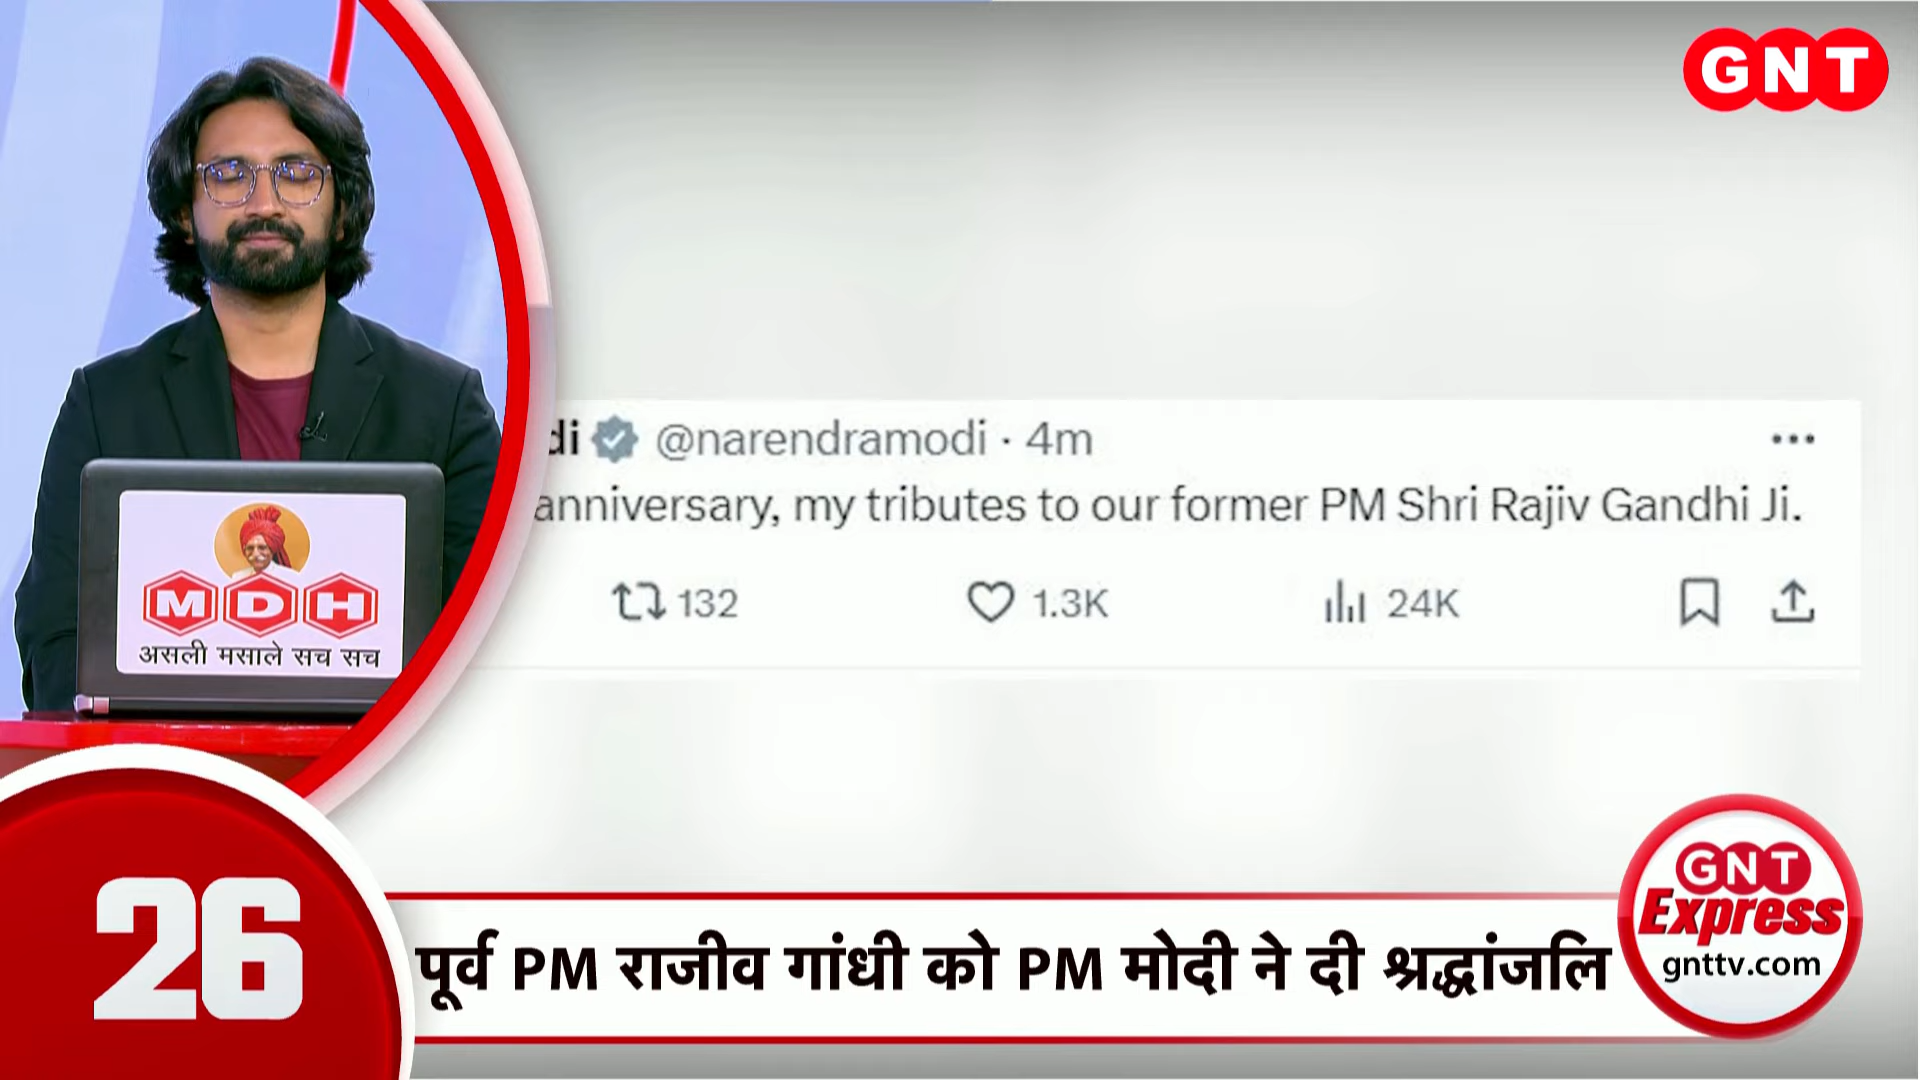 GNT
di @narendramodi · 4m
anniversary, my tributes to our former PM Shri Rajiv Gandhi Ji.
132 1.3K 24K
MDH
असली मसाले सच सच
26
पूर्व PM राजीव गांधी को PM मोदी ने दी श्रद्धांजलि
GNT
Express
gnttv.com